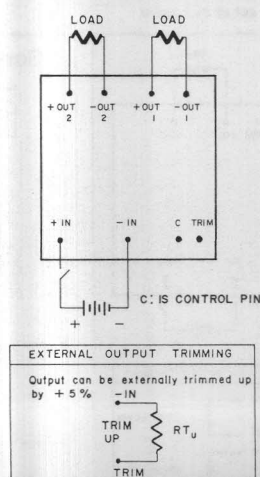 LOAD LOAD
+OUT -OUT +OUT -OUT
2 2 1 1
+ IN - IN C TRIM
C: IS CONTROL PIN
+ -
EXTERNAL OUTPUT TRIMMING
Output can be externally trimmed up
by + 5% -IN
TRIM
UP RTu
TRIM